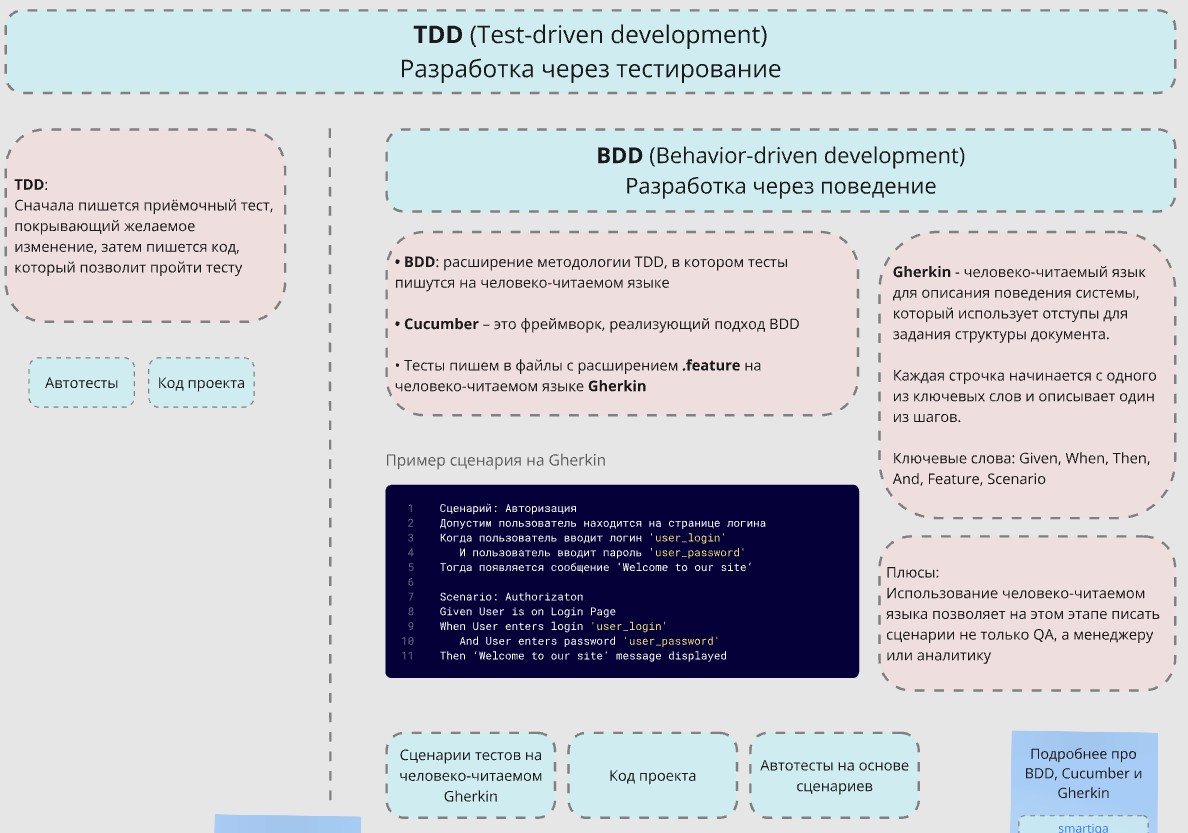 TDD (Test-driven development)
Разработка через тестирование
TDD:
Сначала пишется приёмочный тест,
покрывающий желаемое
изменение, затем пишется код,
который позволит пройти тесту
Автотесты
Код проекта
BDD (Behavior-driven development)
Разработка через поведение
• BDD: расширение методологии TDD, в котором тесты
пишутся на человеко-читаемом языке
• Cucumber – это фреймворк, реализующий подход BDD
• Тесты пишем в файлы с расширением .feature на
человеко-читаемом языке Gherkin
Gherkin - человеко-читаемый язык
для описания поведения системы,
который использует отступы для
задания структуры документа.
Каждая строчка начинается с одного
из ключевых слов и описывает один
из шагов.
Ключевые слова: Given, When, Then,
And, Feature, Scenario
Пример сценария на Gherkin
1 Сценарий: Авторизация
2 Допустим пользователь находится на странице логина
3 Когда пользователь вводит логин 'user_login'
4 И пользователь вводит пароль 'user_password'
5 Тогда появляется сообщение ‘Welcome to our site’
6
7 Scenario: Authorizaton
8 Given User is on Login Page
9 When User enters login 'user_login'
10 And User enters password 'user_password'
11 Then ‘Welcome to our site’ message displayed
Плюсы:
Использование человеко-читаемом
языка позволяет на этом этапе писать
сценарии не только QA, а менеджеру
или аналитику
Сценарии тестов на
человеко-читаемом
Gherkin
Код проекта
Автотесты на основе
сценариев
Подробнее про
BDD, Cucumber и
Gherkin
smartiqa